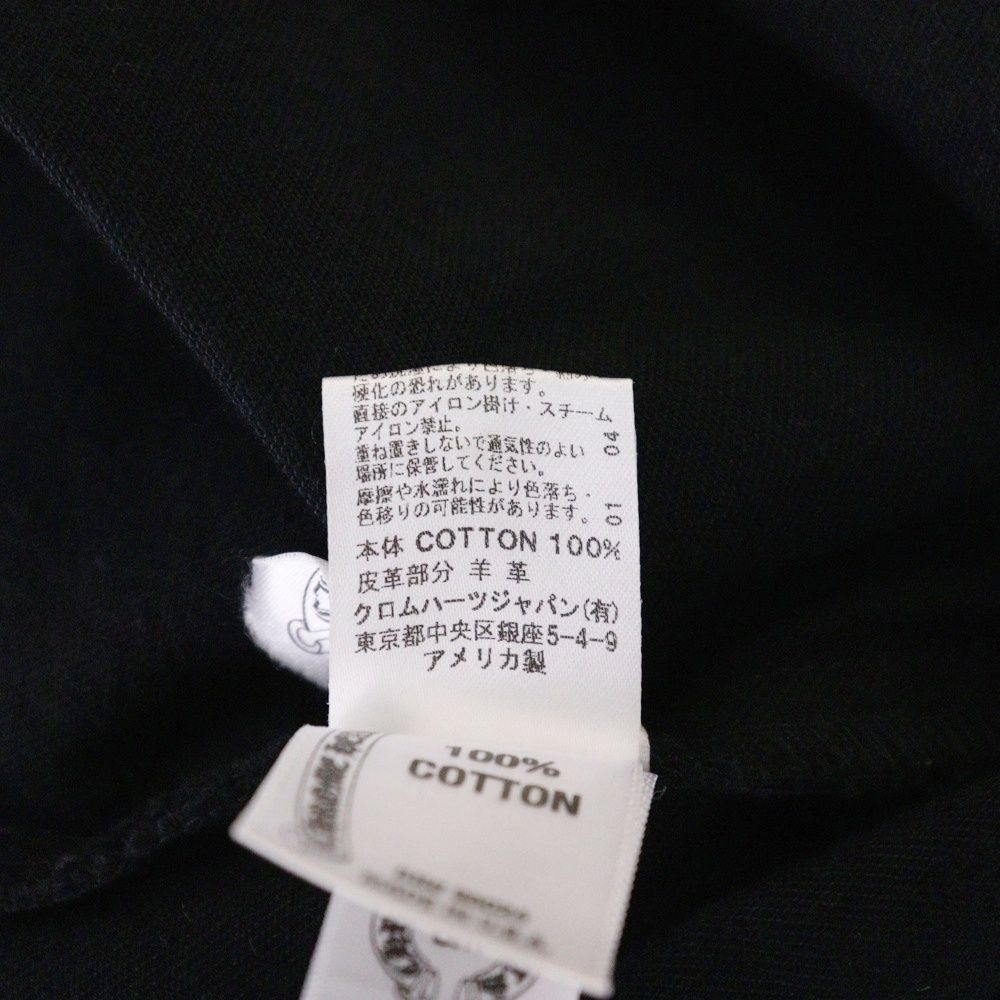 硬化の恐れがあります。
直接のアイロン掛け・スチーム
アイロン禁止。
重ね置きしないで通気性のよい
場所に保管してください。
摩擦や水濡れにより色落ち・
色移りの可能性があります。
04
01
本体 COTTON 100%
皮革部分 羊 革
クロムハーツジャパン(有)
東京都中央区銀座5-4-9
アメリカ製
100%
COTTON